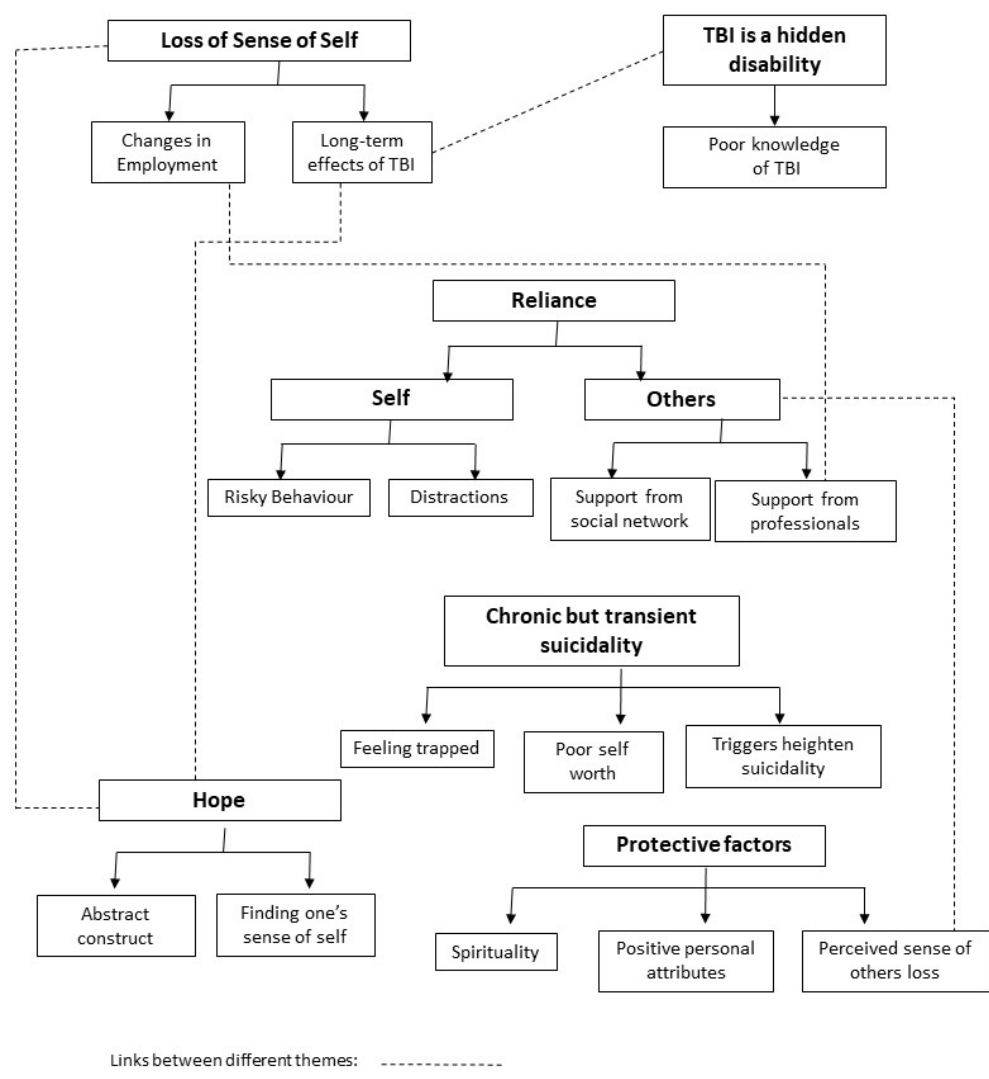 Loss of Sense of Self
TBI is a hidden
disability
Changes in
Employment
Long-term
effects of TBI
Poor knowledge
of TBI
Reliance
Self
Others
Risky Behaviour
Distractions
Support from
social network
Support from
professionals
Chronic but transient
suicidality
Feeling trapped
Poor self
worth
Triggers heighten
suicidality
Hope
Abstract
construct
Finding one's
sense of self
Protective factors
Spirituality
Positive personal
attributes
Perceived sense of
others loss
Links between different themes: